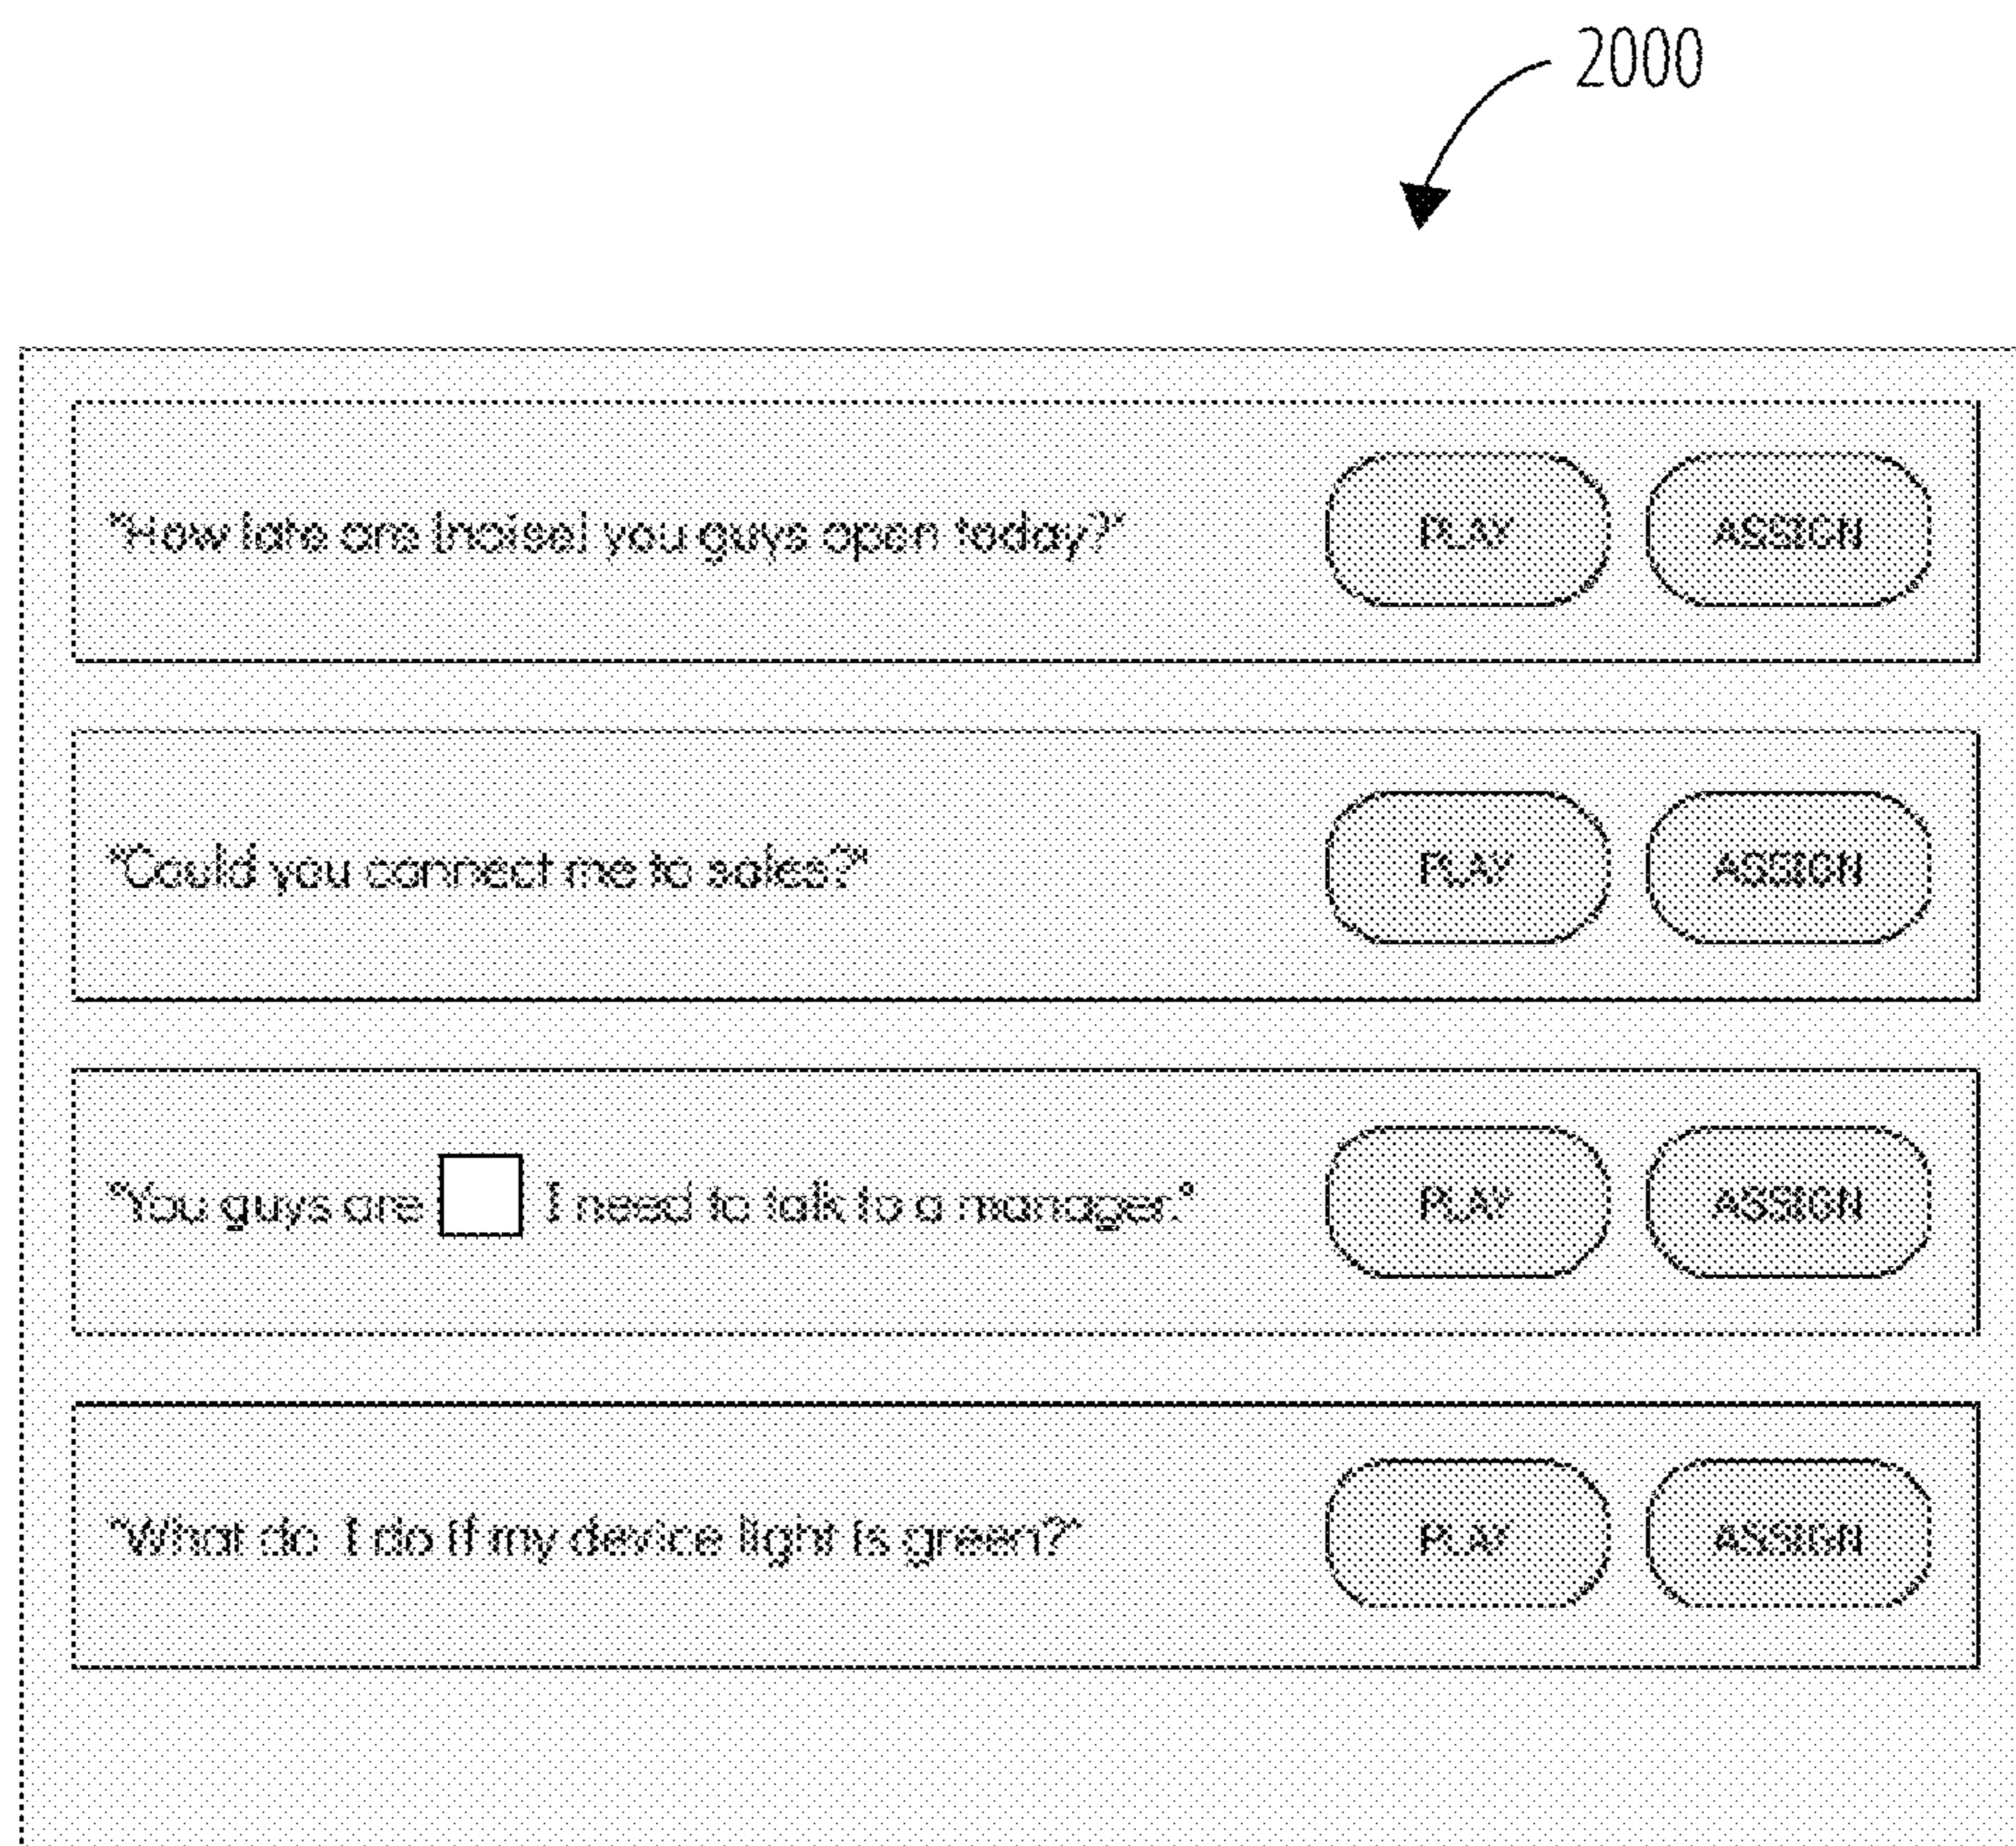 2000
"How late are [noise] you guys open today?" PLAY ASSIGN
"Could you connect me to sales?" PLAY ASSIGN
"You guys are I need to talk to a manager." PLAY ASSIGN
"What do I do if my device light is green?" PLAY ASSIGN